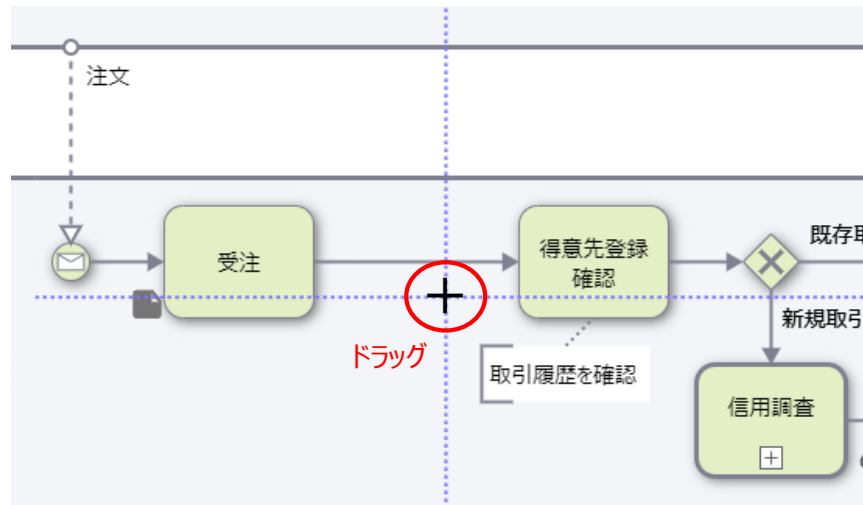 注文
受注
得意先登録
確認
既存取
新規取引
ドラッグ
取引履歴を確認
信用調査